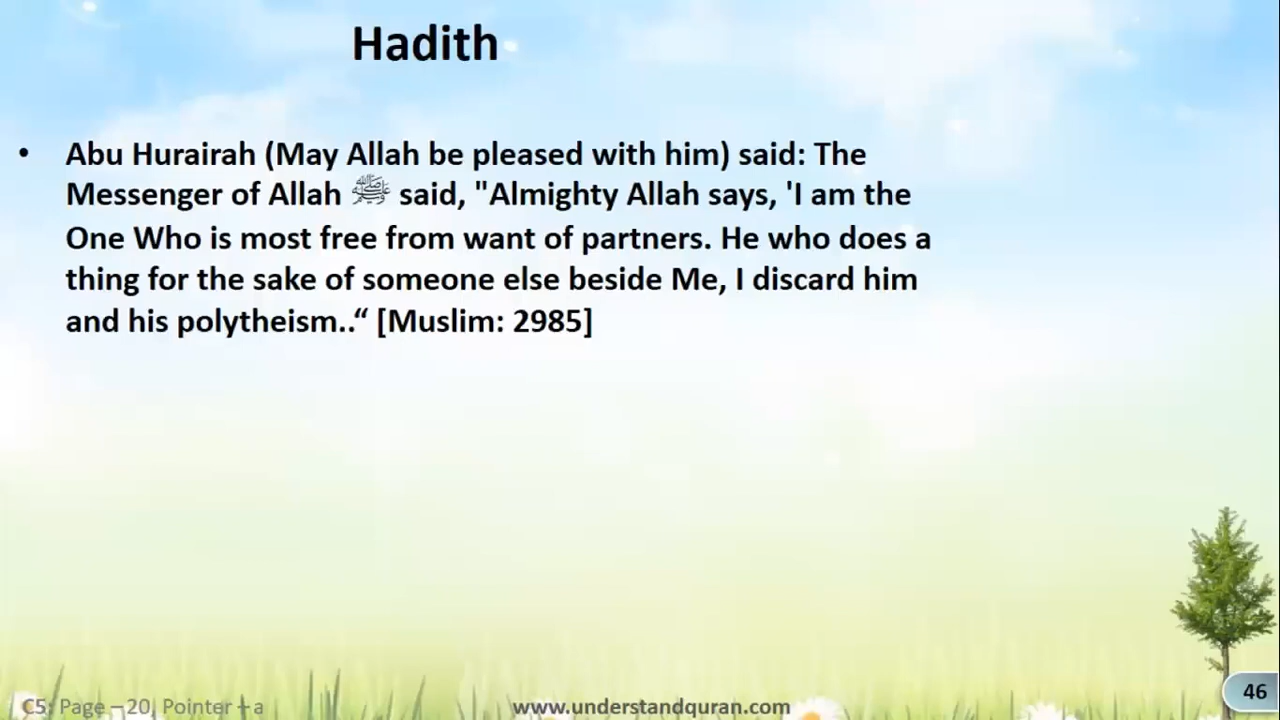 Hadith
• Abu Hurairah (May Allah be pleased with him) said: The
Messenger of Allah ﷺ said, "Almighty Allah says, 'I am the
One Who is most free from want of partners. He who does a
thing for the sake of someone else beside Me, I discard him
and his polytheism..“ [Muslim: 2985]
C5: Page – 20, Pointer – a
www.understandquran.com
46